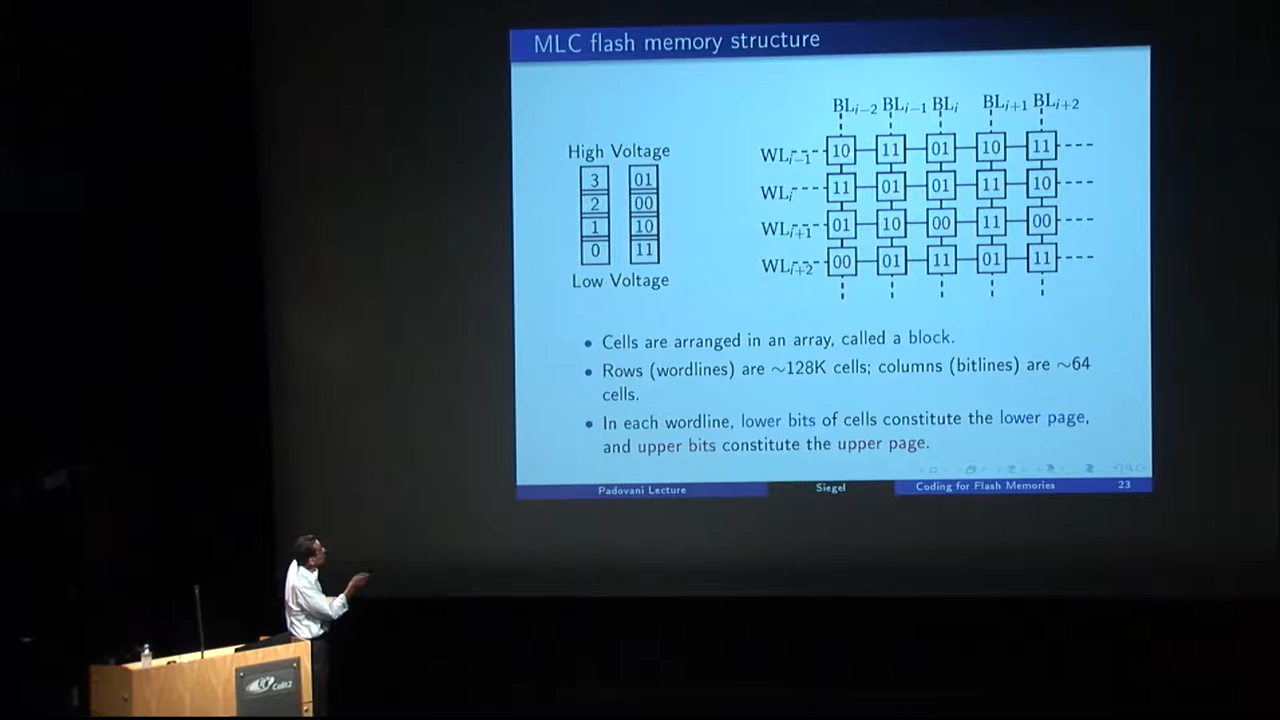 MLC flash memory structure
BL_{i−2} BL_{i−1} BL_i BL_{i+1} BL_{i+2}
High Voltage
3 01
2 00
1 10
0 11
Low Voltage
WL_{i−1} 10 11 01 10 11
WL_i 11 01 01 11 10
WL_{i+1} 01 10 00 11 00
WL_{i+2} 00 01 11 01 11
• Cells are arranged in an array, called a block.
• Rows (wordlines) are ∼128K cells; columns (bitlines) are ∼64
cells.
• In each wordline, lower bits of cells constitute the lower page,
and upper bits constitute the upper page.
Padovani Lecture Siegel Coding for Flash Memories 23
Calit2